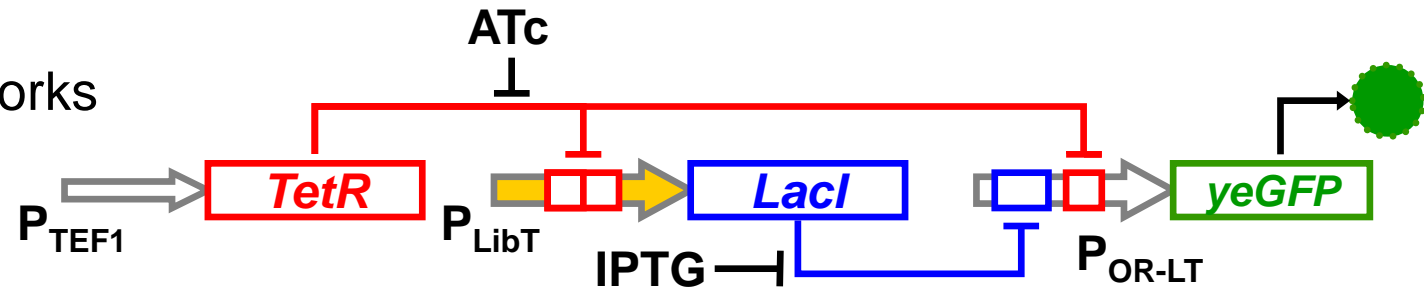 ATc
orks
TetR
LacI
yeGFP
PTEF1
PLibT
IPTG
POR-LT